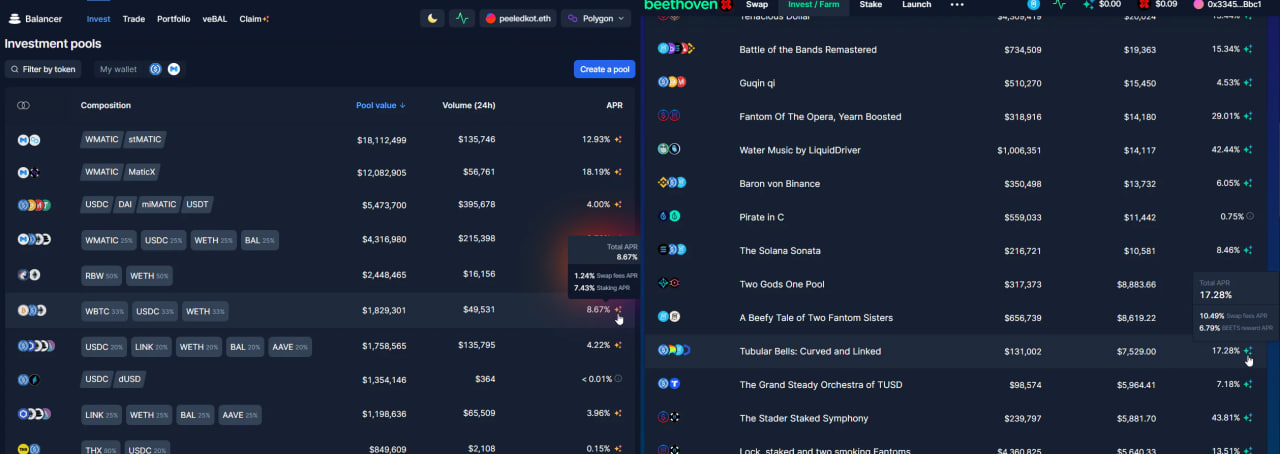 Balancer Invest Trade Portfolio veBAL Claim peeledkot.eth Polygon
Investment pools
Filter by token My wallet Create a pool
Composition Pool value ↓ Volume (24h) APR
WMATIC stMATIC $18,112,499 $135,746 12.93%
WMATIC MaticX $12,082,905 $56,761 18.19%
USDC DAI miMATIC USDT $5,473,700 $395,678 4.00%
WMATIC 25% USDC 25% WETH 25% BAL 25% $4,316,980 $215,398
Total APR
8.67%
1.24% Swap fees APR
7.43% Staking APR
RBW 50% WETH 50% $2,448,465 $16,156
WBTC 33% USDC 33% WETH 33% $1,829,301 $49,531 8.67%
USDC 20% LINK 20% WETH 20% BAL 20% AAVE 20% $1,758,565 $135,795 4.22%
USDC dUSD $1,354,146 $364 < 0.01%
LINK 25% WETH 25% BAL 25% AAVE 25% $1,198,636 $65,509 3.96%
THX 80% USDC 20% $849,609 $2,108 0.15%
beethoven Swap Invest / Farm Stake Launch ••• $0.00 $0.09 0x3345...Bbc1
Tenacious Dollar $4,309,419 $20,024 13.44%
Battle of the Bands Remastered $734,509 $19,363 15.34%
Guqin qi $510,270 $15,450 4.53%
Fantom Of The Opera, Yearn Boosted $318,916 $14,180 29.01%
Water Music by LiquidDriver $1,006,351 $14,117 42.44%
Baron von Binance $350,498 $13,732 6.05%
Pirate in C $559,033 $11,442 0.75%
The Solana Sonata $216,721 $10,581 8.46%
Two Gods One Pool $317,373 $8,883.66
Total APR
17.28%
10.49% Swap fees APR
6.79% BEETS reward APR
A Beefy Tale of Two Fantom Sisters $656,739 $8,619.22
Tubular Bells: Curved and Linked $131,002 $7,529.00 17.28%
The Grand Steady Orchestra of TUSD $98,574 $5,964.41 7.18%
The Stader Staked Symphony $239,797 $5,881.70 43.81%
Lock, staked and two smoking Fantoms $4,360,825 $5,640.33 13.51%